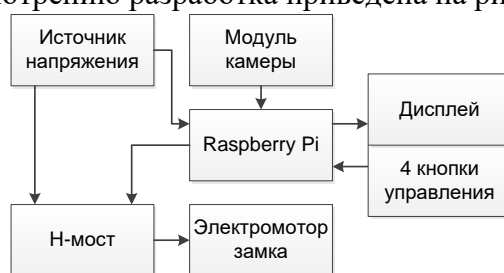 отрению разработка приведена на ри
Источник
напряжения
Модуль
камеры
Raspberry Pi
Дисплей
4 кнопки
управления
Н-мост
Электромотор
замка